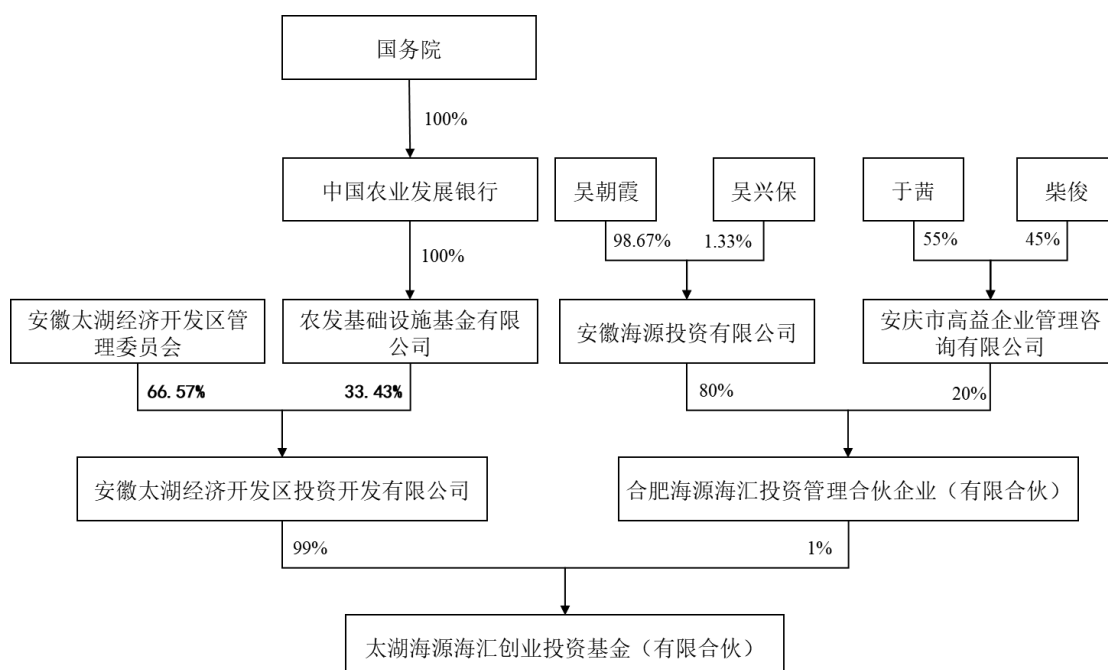 国务院
100%
中国农业发展银行
吴朝霞
吴兴保
于茜
柴俊
98.67%
1.33%
55%
45%
100%
安徽太湖经济开发区管
理委员会
农发基础设施基金有限
公司
安徽海源投资有限公司
安庆市高益企业管理咨
询有限公司
66.57%
33.43%
80%
20%
安徽太湖经济开发区投资开发有限公司
合肥海源海汇投资管理合伙企业（有限合伙）
99%
1%
太湖海源海汇创业投资基金（有限合伙）